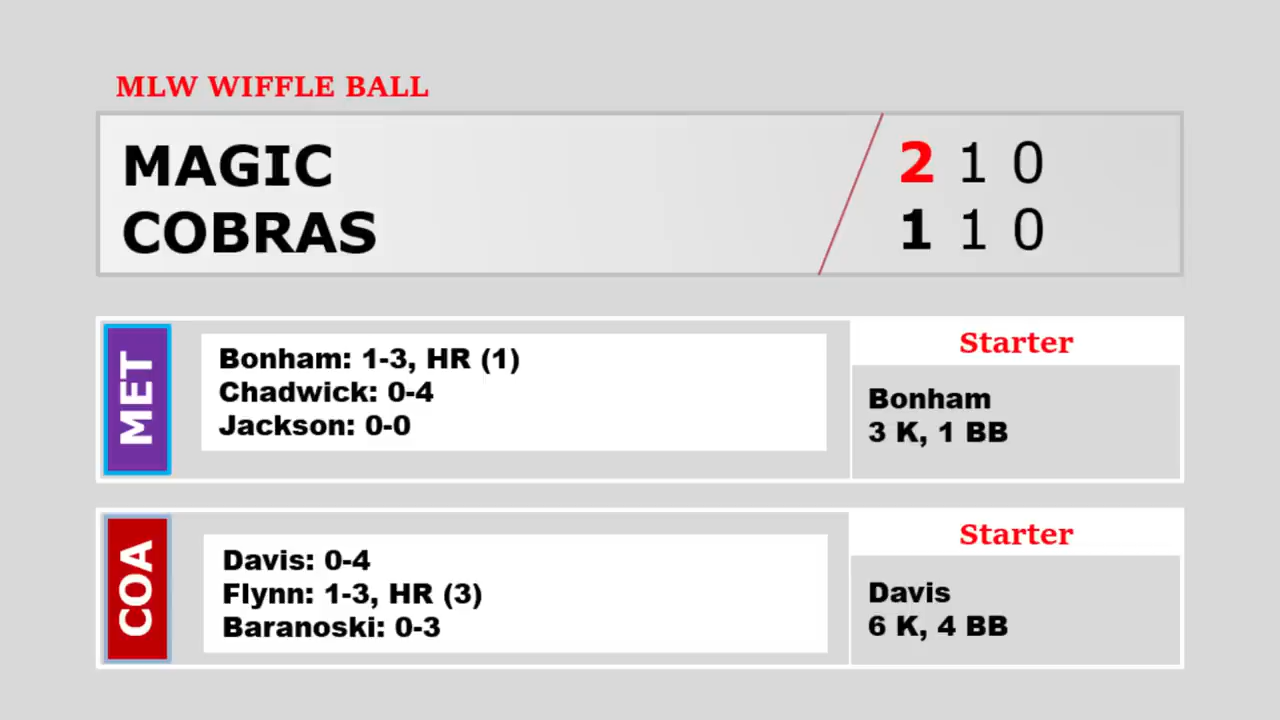 MLW WIFFLE BALL
MAGIC 2 1 0
COBRAS 1 1 0
MET
Bonham: 1-3, HR (1)
Chadwick: 0-4
Jackson: 0-0
Starter
Bonham
3 K, 1 BB
COA
Davis: 0-4
Flynn: 1-3, HR (3)
Baranoski: 0-3
Starter
Davis
6 K, 4 BB